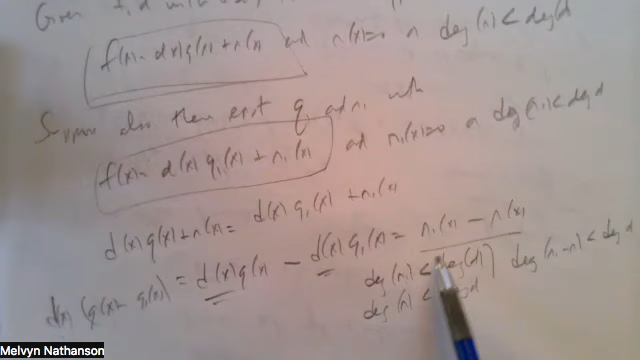 Given f, d with
f(x) = d(x)q(x) + r(x) and r(x)=0 or deg(r) < deg(d)
Suppose also there exist q₁ and r₁ with
f(x) = d(x) q₁(x) + r₁(x) and r₁(x)=0 or deg(r₁) < deg d
d(x)q(x)+r(x) = d(x) q₁(x) + r₁(x)
d(x)(q(x) - q₁(x)) = d(x)q(x) - d(x)q₁(x) = r₁(x) - r(x)
deg(r₁) < deg(d) deg(r₁-r) < deg d
deg(r) < deg d
Melvyn Nathanson